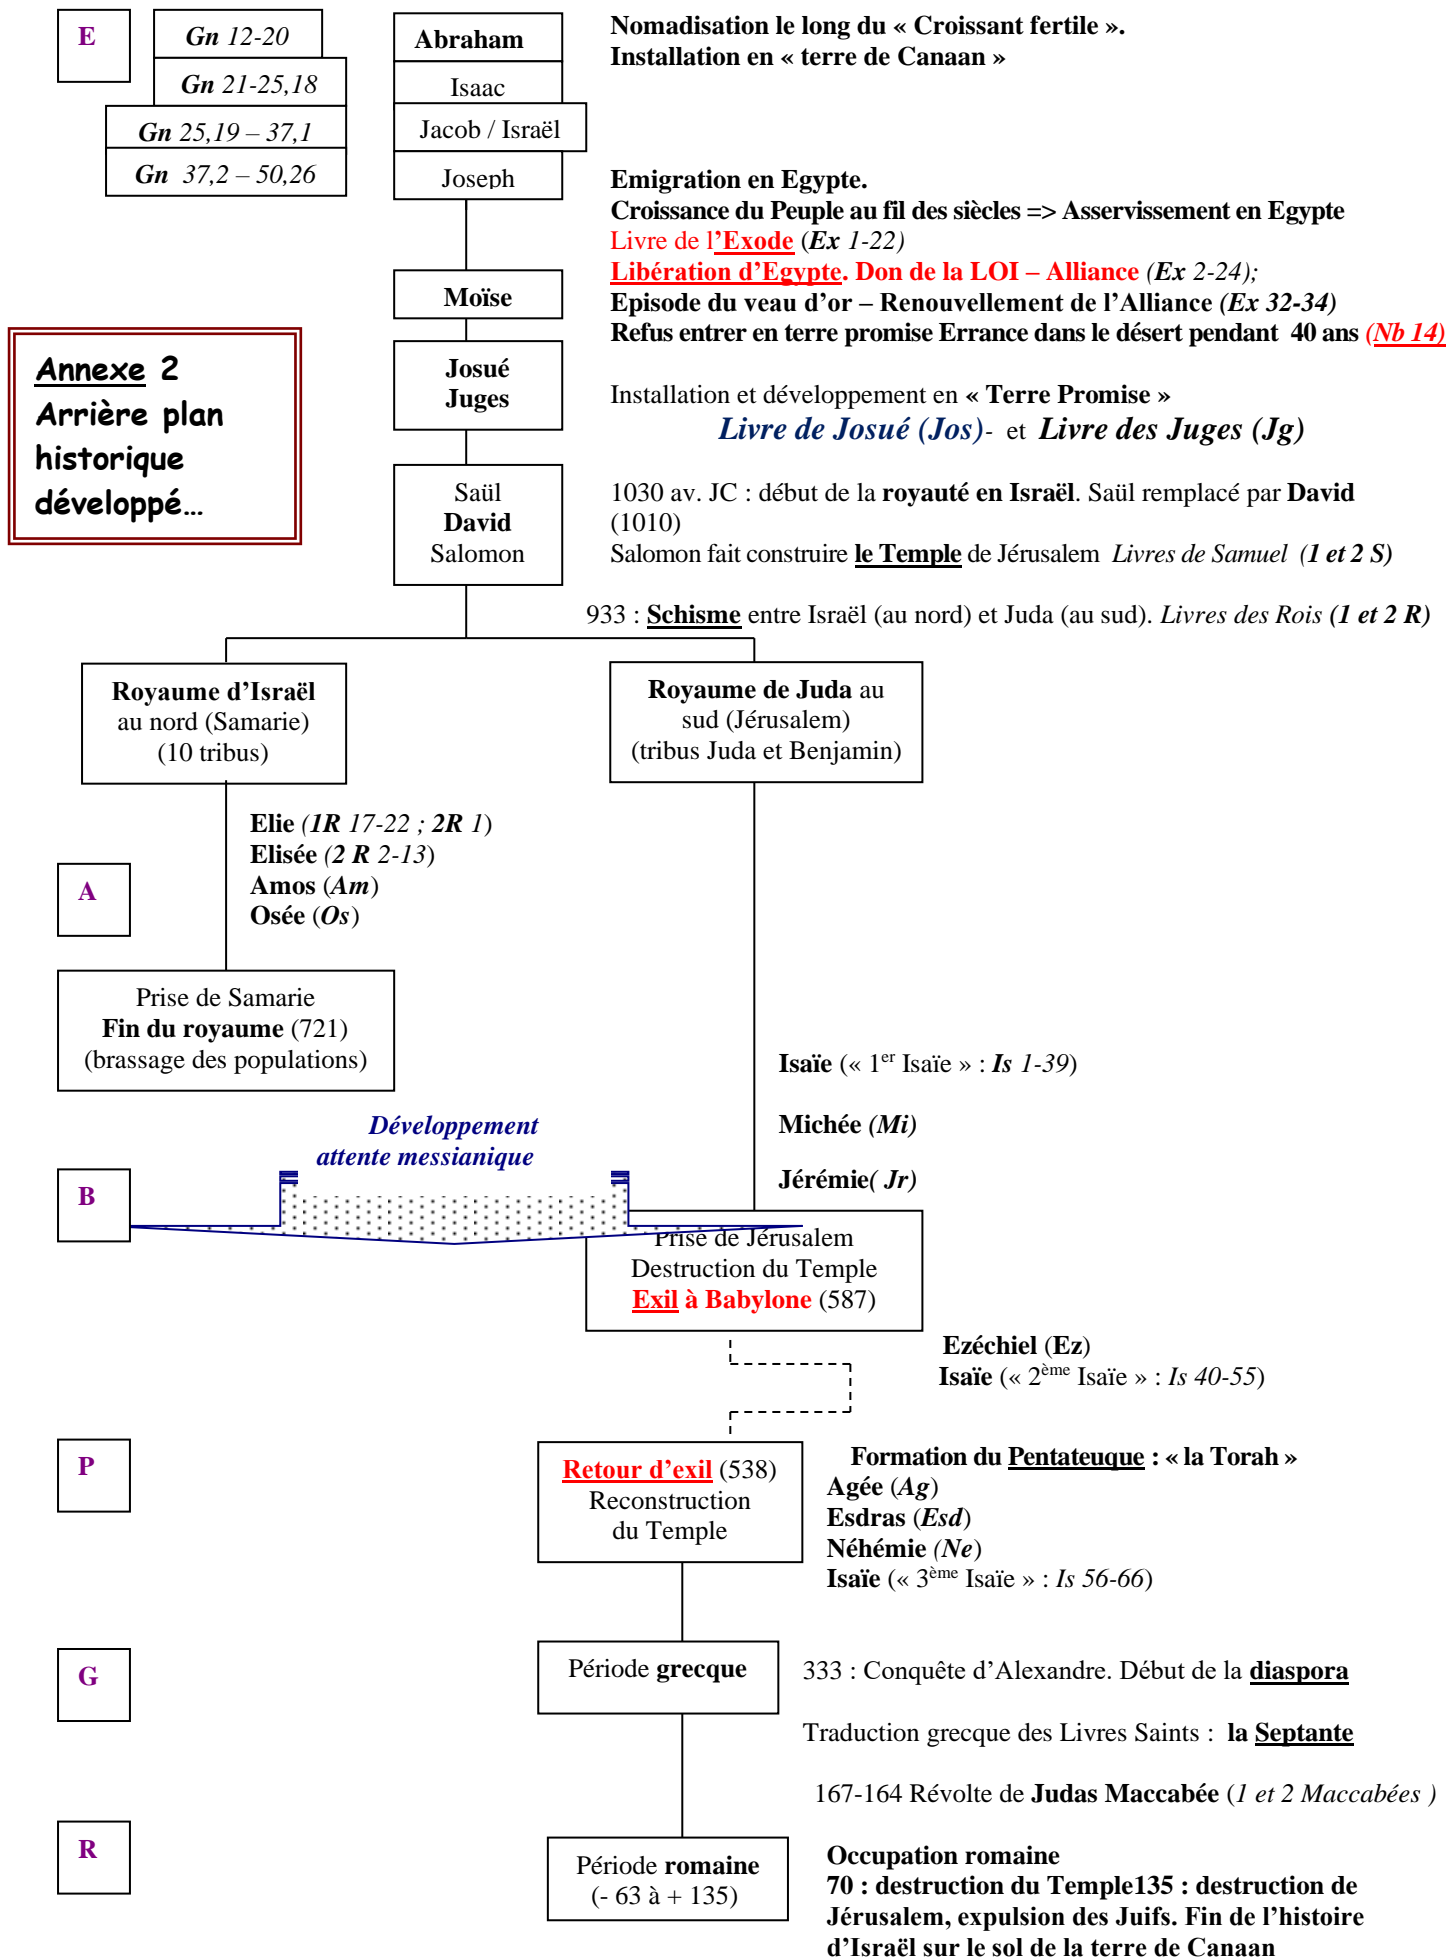 E
Gn 12-20
Abraham
Nomadisation le long du « Croissant fertile ».
Installation en « terre de Canaan »
Gn 21-25,18
Isaac
Gn 25,19 – 37,1
Jacob / Israël
Gn 37,2 – 50,26
Joseph
Emigration en Egypte.
Croissance du Peuple au fil des siècles => Asservissement en Egypte
Livre de l'Exode (Ex 1-22)
Libération d'Egypte. Don de la LOI – Alliance (Ex 2-24);
Moïse
Episode du veau d'or – Renouvellement de l'Alliance (Ex 32-34)
Refus entrer en terre promise Errance dans le désert pendant 40 ans (Nb 14)
Annexe 2
Arrière plan
historique
développé…
Josué
Juges
Installation et développement en « Terre Promise »
Livre de Josué (Jos)- et Livre des Juges (Jg)
Saül
David
Salomon
1030 av. JC : début de la royauté en Israël. Saül remplacé par David
(1010)
Salomon fait construire le Temple de Jérusalem Livres de Samuel (1 et 2 S)
933 : Schisme entre Israël (au nord) et Juda (au sud). Livres des Rois (1 et 2 R)
Royaume d'Israël
au nord (Samarie)
(10 tribus)
Royaume de Juda au
sud (Jérusalem)
(tribus Juda et Benjamin)
Elie (1R 17-22 ; 2R 1)
Elisée (2 R 2-13)
Amos (Am)
Osée (Os)
A
Prise de Samarie
Fin du royaume (721)
(brassage des populations)
Isaïe (« 1er Isaïe » : Is 1-39)
Michée (Mi)
Jérémie( Jr)
Développement
attente messianique
B
Prise de Jérusalem
Destruction du Temple
Exil à Babylone (587)
Ezéchiel (Ez)
Isaïe (« 2ème Isaïe » : Is 40-55)
P
Retour d'exil (538)
Reconstruction
du Temple
Formation du Pentateuque : « la Torah »
Agée (Ag)
Esdras (Esd)
Néhémie (Ne)
Isaïe (« 3ème Isaïe » : Is 56-66)
G
Période grecque
333 : Conquête d'Alexandre. Début de la diaspora
Traduction grecque des Livres Saints : la Septante
167-164 Révolte de Judas Maccabée (1 et 2 Maccabées )
R
Période romaine
(- 63 à + 135)
Occupation romaine
70 : destruction du Temple135 : destruction de
Jérusalem, expulsion des Juifs. Fin de l'histoire
d'Israël sur le sol de la terre de Canaan